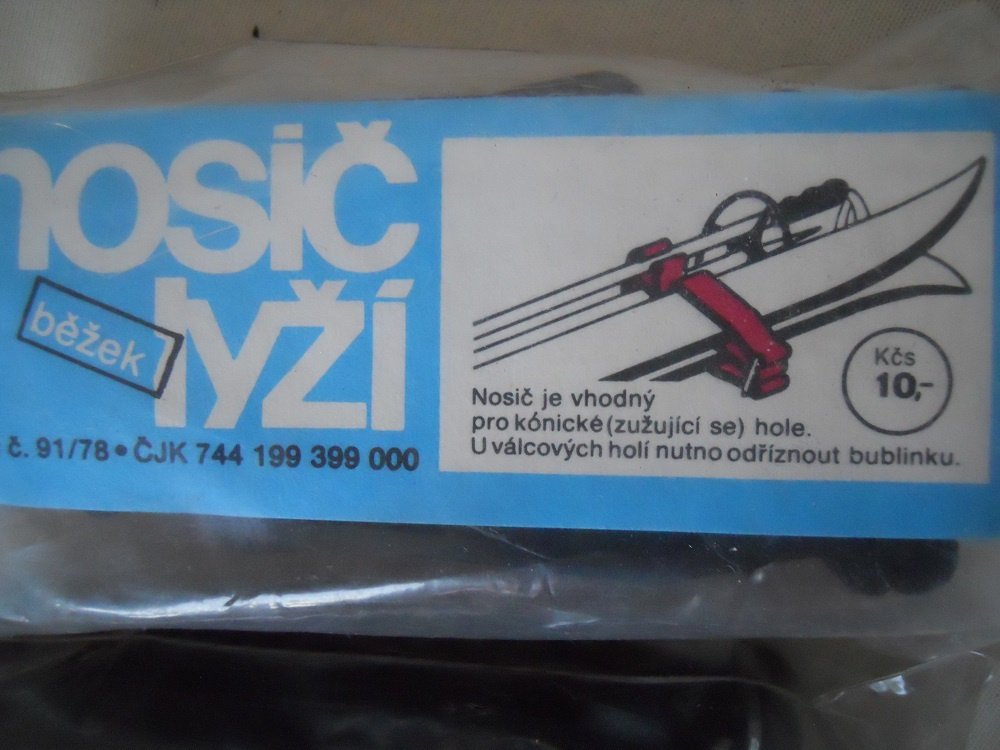 nosič
lyží
běžek
č. 91/78 • ČJK 744 199 399 000
Nosič je vhodný
pro kónické (zužující se) hole.
U válcových holí nutno odříznout bublinku.
Kčs
10,-